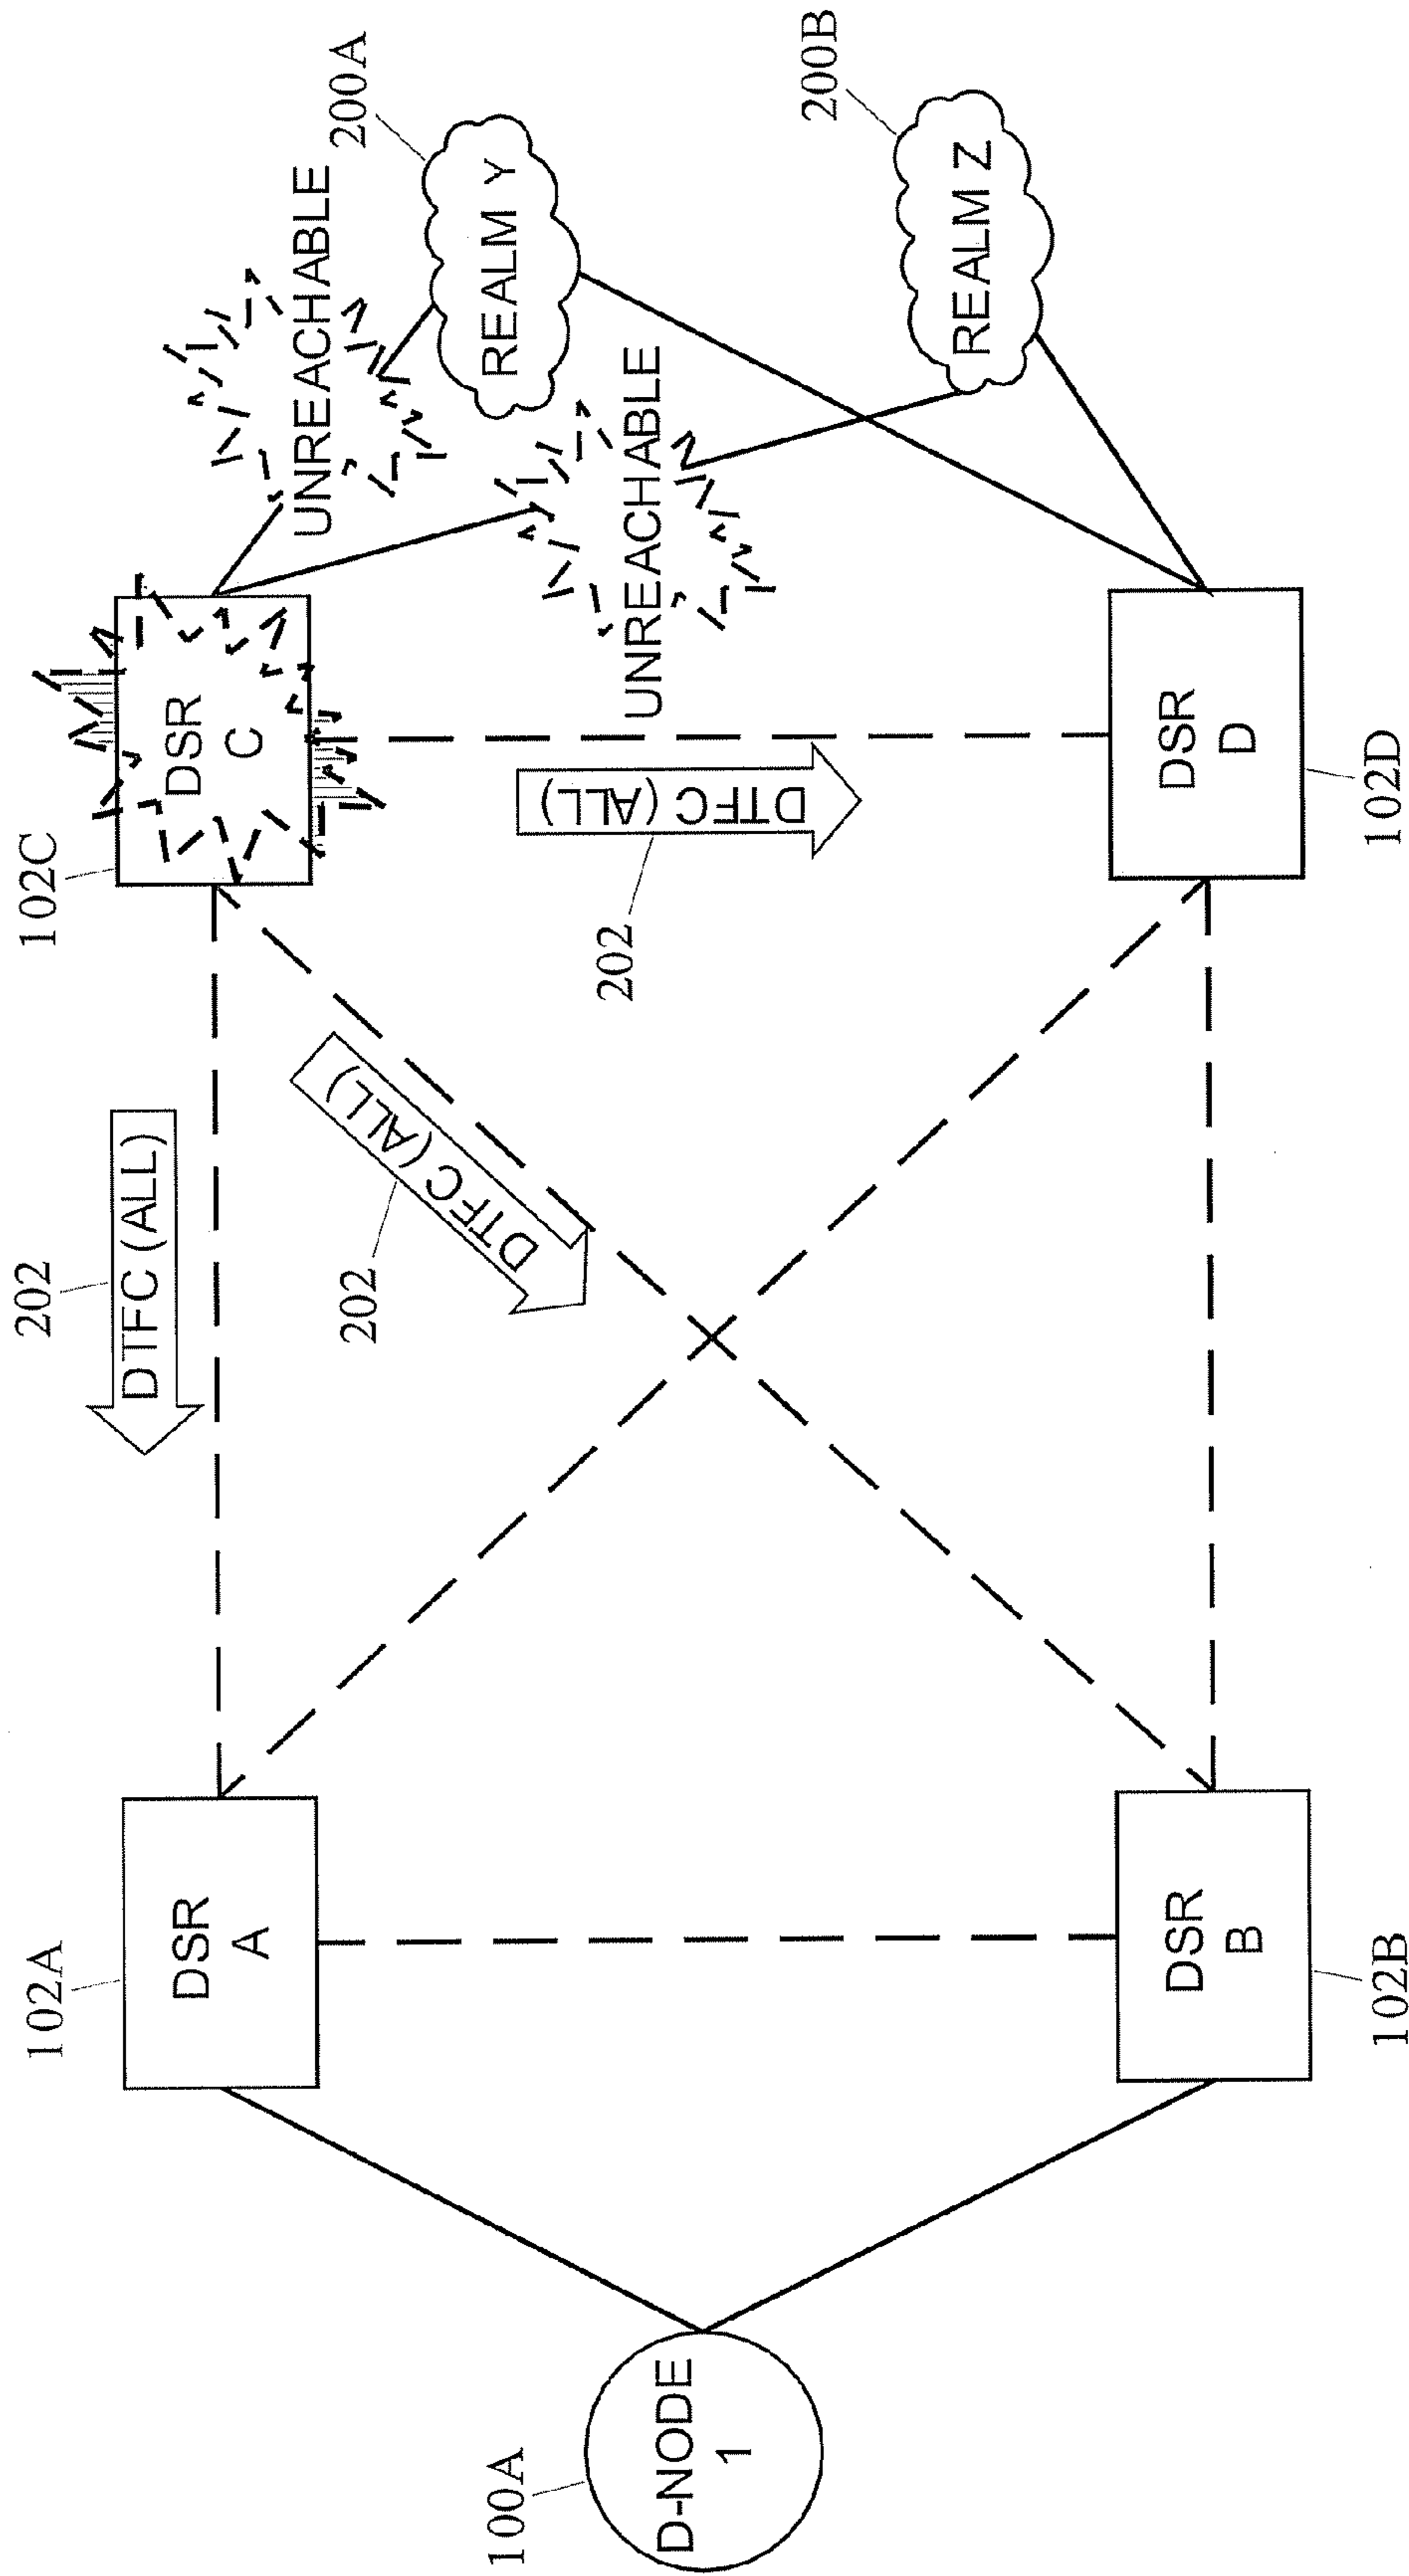 102A
DSR
A
202
DTFC (ALL)
102C
DSR
C
UNREACHABLE
200A
REALM Y
202
DTFC (ALL)
100A
D-NODE
1
202
DTFC (ALL)
UNREACHABLE
200B
REALM Z
DSR
B
102B
DSR
D
102D